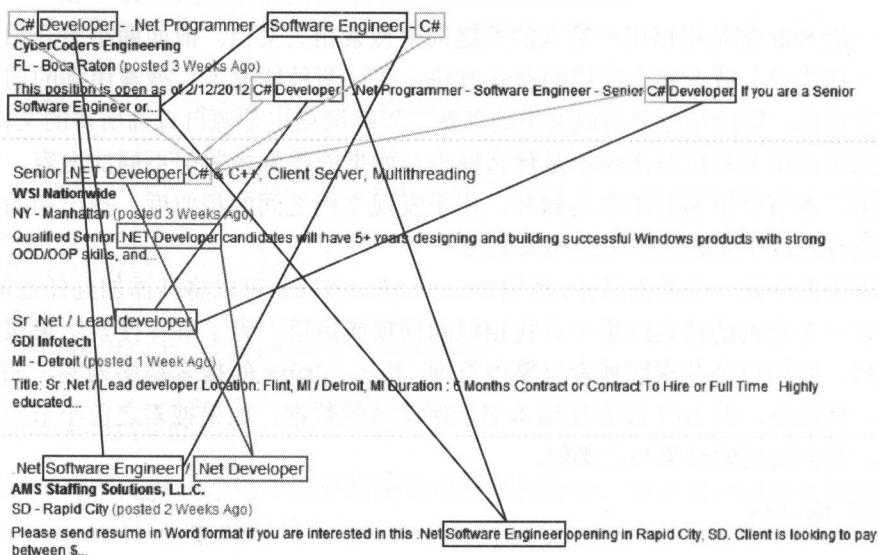 C# Developer - .Net Programmer - Software Engineer - C#
CyberCoders Engineering
FL - Boca Raton (posted 3 Weeks Ago)
This position is open as of 2/12/2012 C# Developer - .Net Programmer - Software Engineer - Senior C# Developer. If you are a Senior
Software Engineer or...
Senior .NET Developer-C# & C++, Client Server, Multithreading
WSI Nationwide
NY - Manhattan (posted 3 Weeks Ago)
Qualified Senior .NET Developer candidates will have 5+ years designing and building successful Windows products with strong
OOD/OOP skills, and...
Sr .Net / Lead developer
GDI Infotech
MI - Detroit (posted 1 Week Ago)
Title: Sr .Net / Lead developer Location: Flint, MI / Detroit, MI Duration : 6 Months Contract or Contract To Hire or Full Time Highly
educated...
.Net Software Engineer / Net Developer
AMS Staffing Solutions, L.L.C.
SD - Rapid City (posted 2 Weeks Ago)
Please send resume in Word format if you are interested in this .Net Software Engineer opening in Rapid City, SD. Client is looking to pay
between $...